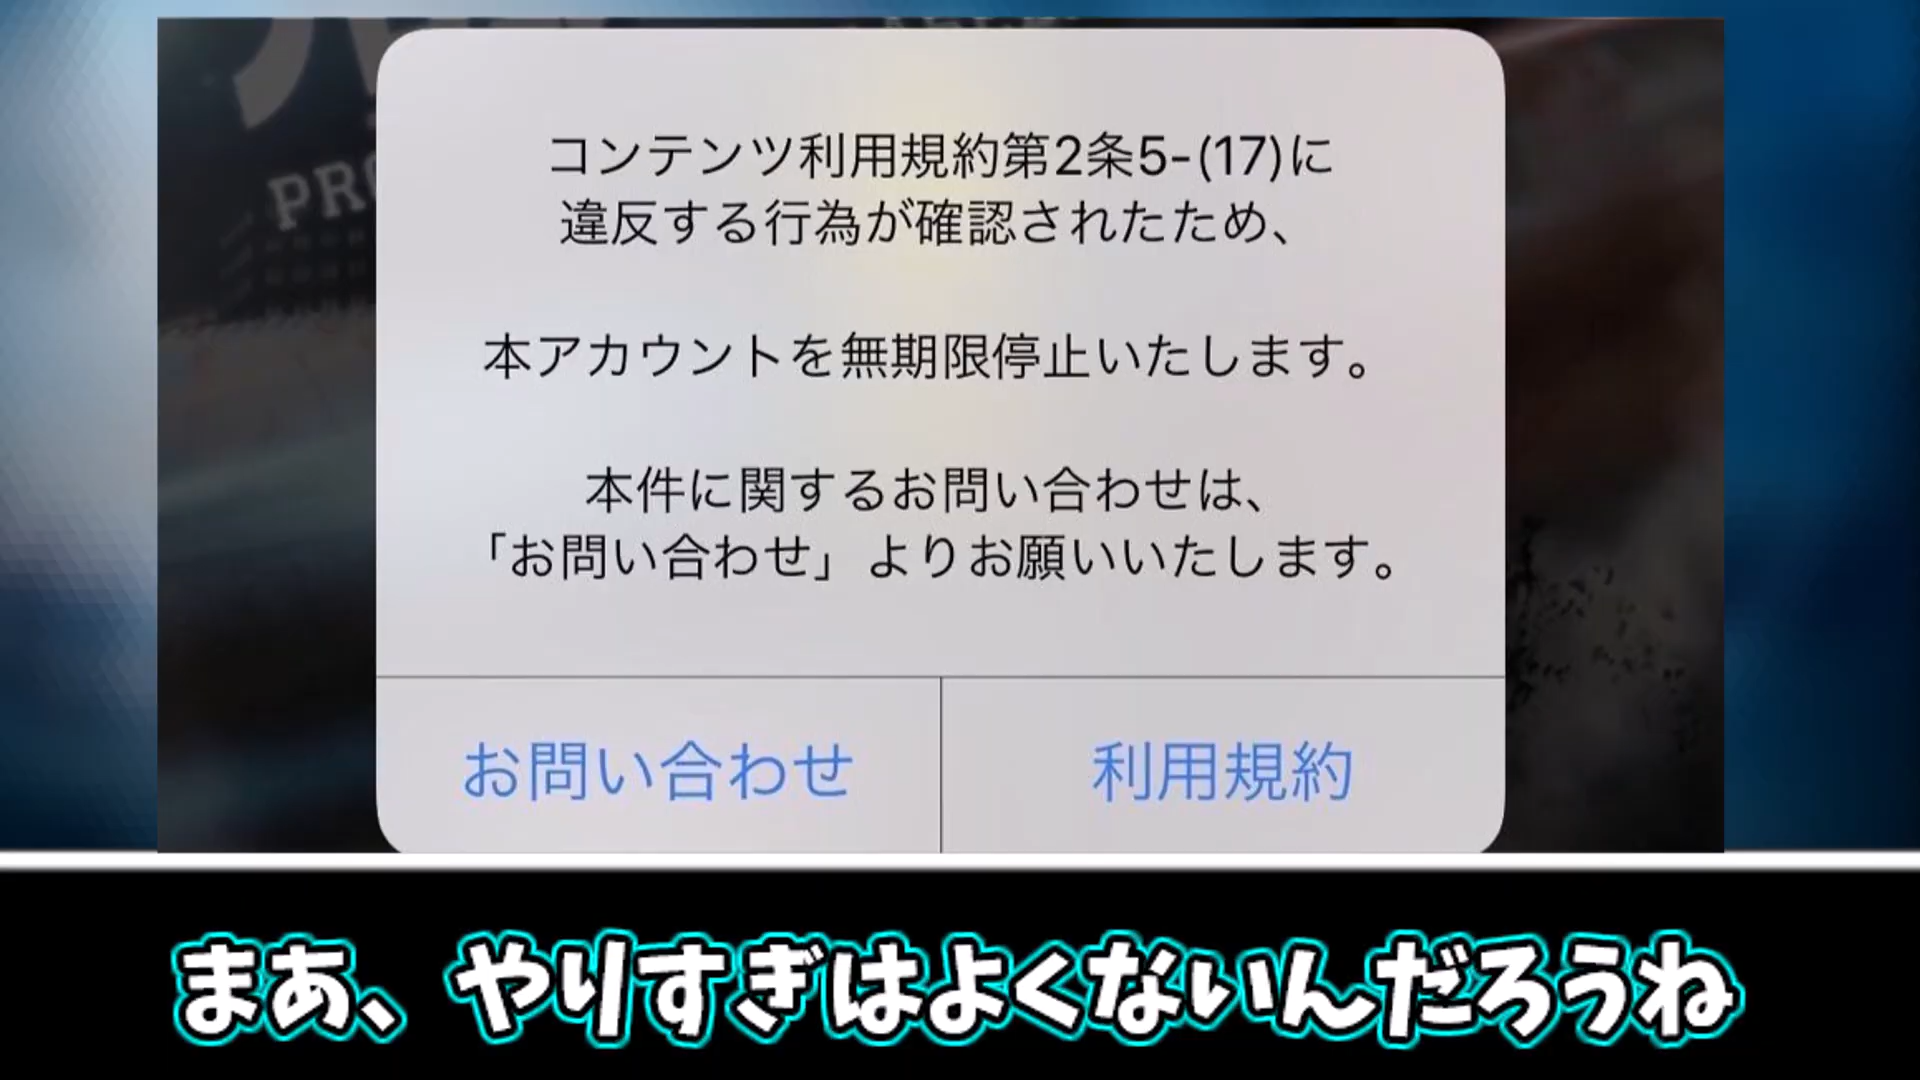 コンテンツ利用規約第2条5-(17)に
違反する行為が確認されたため、
本アカウントを無期限停止いたします。
本件に関するお問い合わせは、
「お問い合わせ」よりお願いいたします。
お問い合わせ
利用規約
まあ、やりすぎはよくないんだろうね